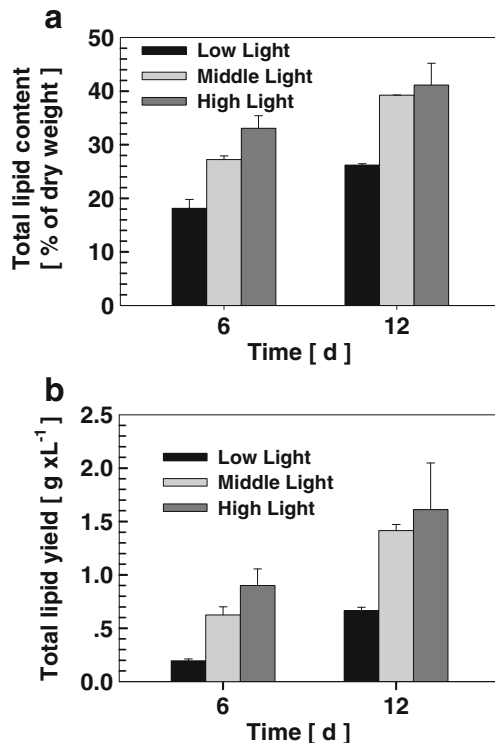 a
Total lipid content
[ % of dry weight ]
50
40
30
20
10
0
Low Light
Middle Light
High Light
6
12
Time [ d ]
b
Total lipid yield [ g xL⁻¹ ]
2.5
2.0
1.5
1.0
.5
0.0
Low Light
Middle Light
High Light
6
12
Time [ d ]